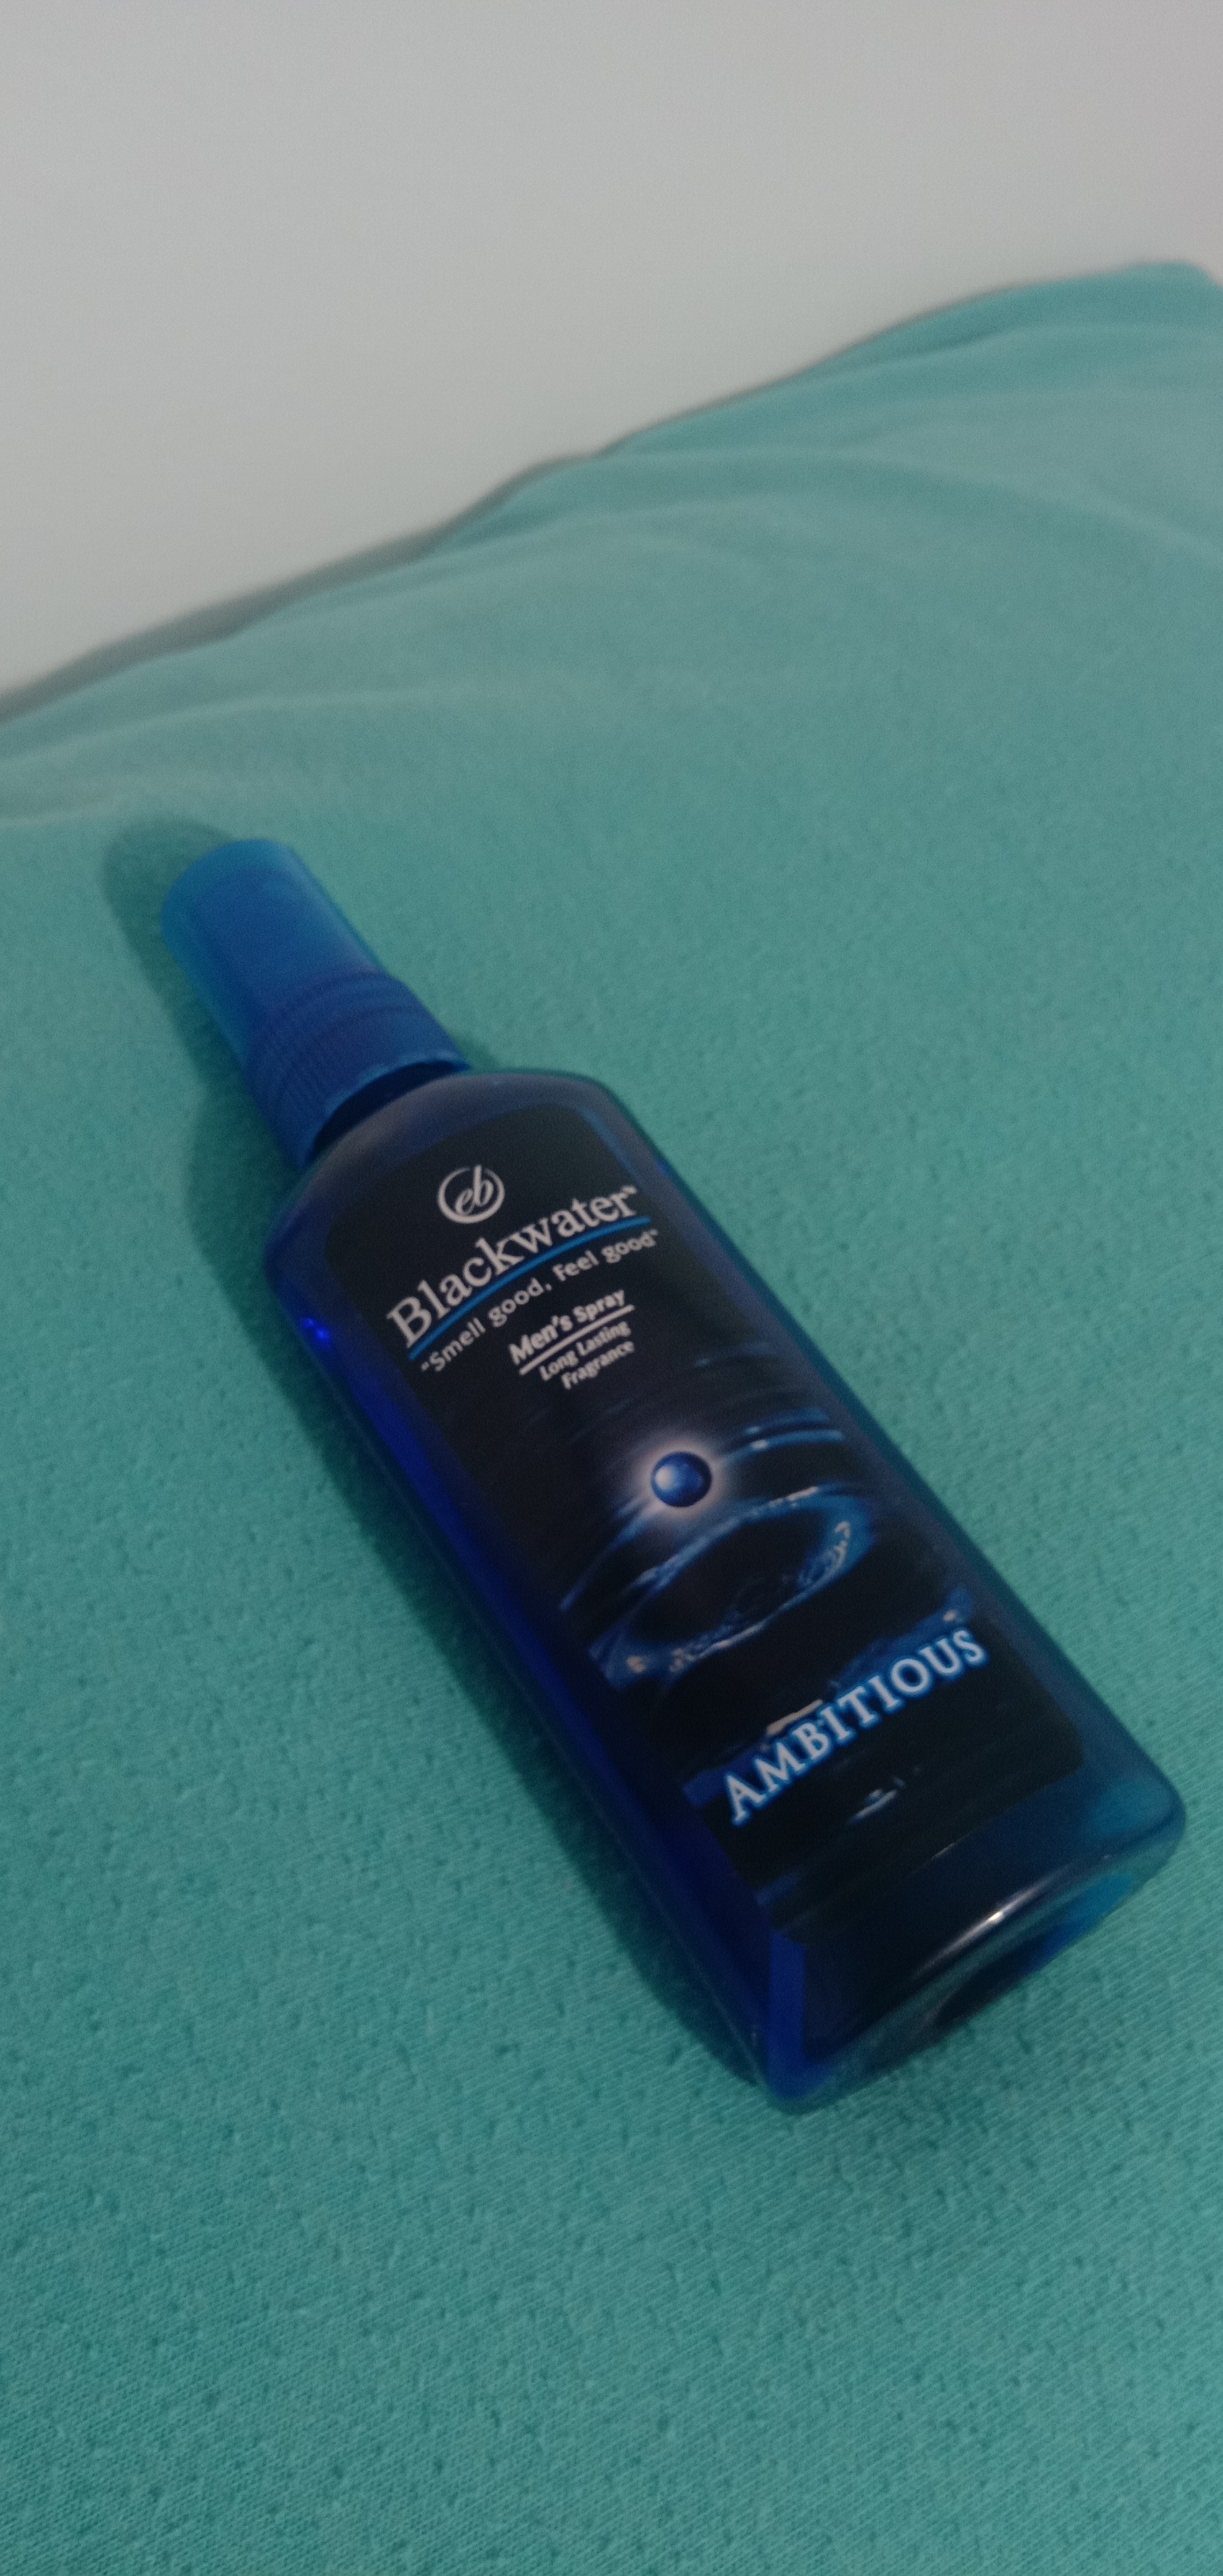 eb
Blackwater™
"Smell good, Feel good"
Men's Spray
Long Lasting
Fragrance
AMBITIOUS